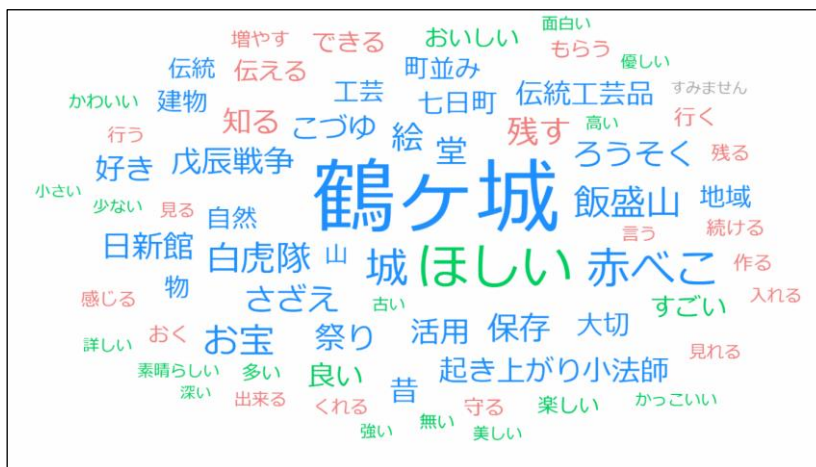 面白い
増やす できる おいしい もらう
優しい
伝統 伝える 町並み
すみません
かわいい 建物 工芸 七日町 伝統工芸品
行う 知る こづゆ 絵 堂 残す 高い 行く
好き 戊辰戦争 ろうそく 残る
鶴ヶ城
小さい 少ない 見る 自然 飯盛山 地域
言う 続ける
日新館 白虎隊 山 城 ほしい 赤べこ 作る
物
感じる さざえ 古い すごい 入れる
詳しい おく お宝 祭り 活用 保存 大切
見れる
素晴らしい 多い 良い 昔 起き上がり小法師
深い 出来る くれる 守る 楽しい かっこいい
強い 無い 美しい